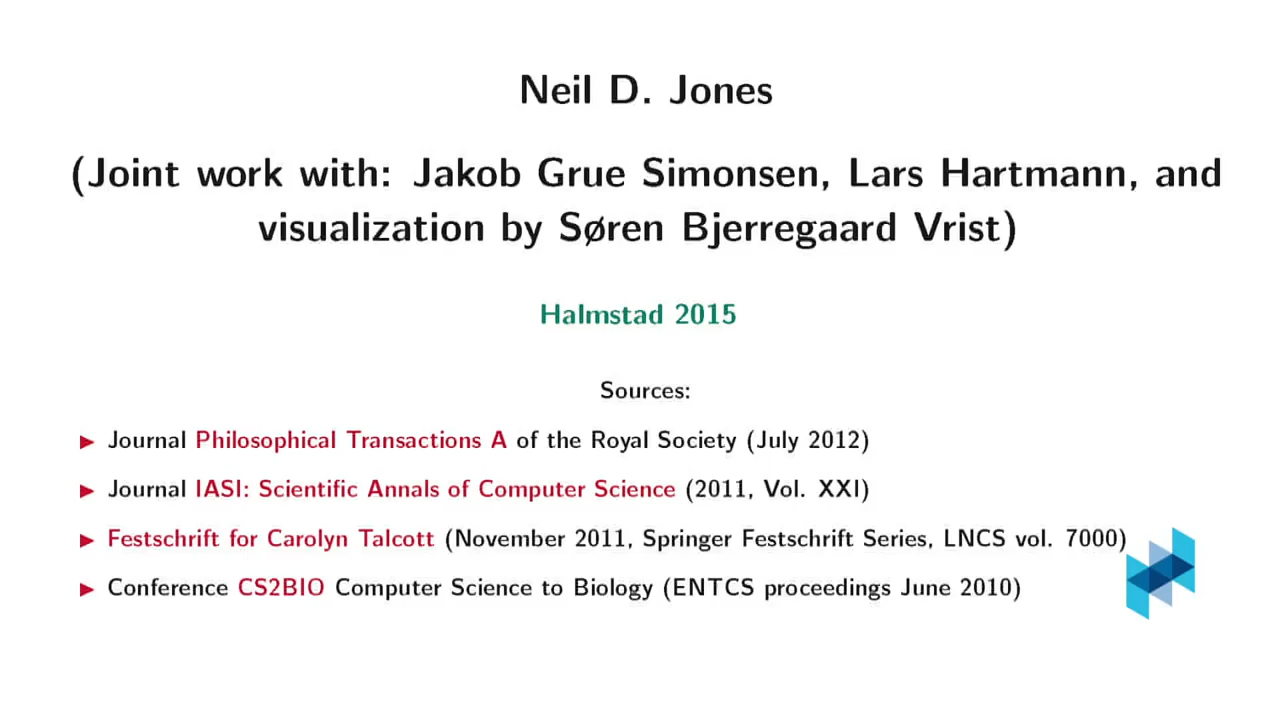 Neil D. Jones
(Joint work with: Jakob Grue Simonsen, Lars Hartmann, and
visualization by Søren Bjerregaard Vrist)
Halmstad 2015
Sources:
▶ Journal Philosophical Transactions A of the Royal Society (July 2012)
▶ Journal IASI: Scientific Annals of Computer Science (2011, Vol. XXI)
▶ Festschrift for Carolyn Talcott (November 2011, Springer Festschrift Series, LNCS vol. 7000)
▶ Conference CS2BIO Computer Science to Biology (ENTCS proceedings June 2010)